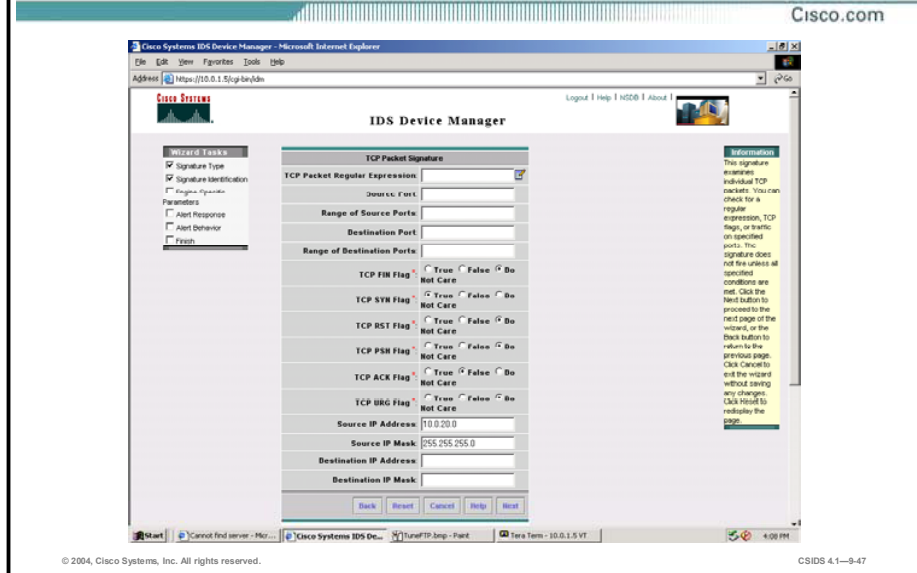 Cisco.com
Cisco Systems IDS Device Manager - Microsoft Internet Explorer
File Edit View Favorites Tools Help
Address https://10.0.1.5/cgi-bin/idm Go
Cisco Systems
Logout | Help | NSDB | About |
IDS Device Manager
Wizard Tasks
Signature Type
Signature Identification
Engine Specific
Parameters
Alert Response
Alert Behavior
Finish
TCP Packet Signature
TCP Packet Regular Expression:
Source Port:
Range of Source Ports:
Destination Port:
Range of Destination Ports:
TCP FIN Flag *: True False Do
Not Care
TCP SYN Flag *: True False Do
Not Care
TCP RST Flag *: True False Do
Not Care
TCP PSH Flag *: True False Do
Not Care
TCP ACK Flag *: True False Do
Not Care
TCP URG Flag *: True False Do
Not Care
Source IP Address: 10.0.20.0
Source IP Mask: 255.255.255.0
Destination IP Address:
Destination IP Mask:
Back Reset Cancel Help Next
Information
This signature
examines
individual TCP
packets. You can
check for a
regular
expression, TCP
flags, or traffic
on specified
ports. The
signature does
not fire unless all
specified
conditions are
met. Click the
Next button to
proceed to the
next page of the
wizard, or the
Back button to
return to the
previous page.
Click Cancel to
exit the wizard
without saving
any changes.
Click Reset to
redisplay the
page.
Start Cannot find server - Micr... Cisco Systems IDS De... TuneFTP.bmp - Paint Tera Term - 10.0.1.5 VT 4:08 PM
© 2004, Cisco Systems, Inc. All rights reserved.
CSIDS 4.1—9-47